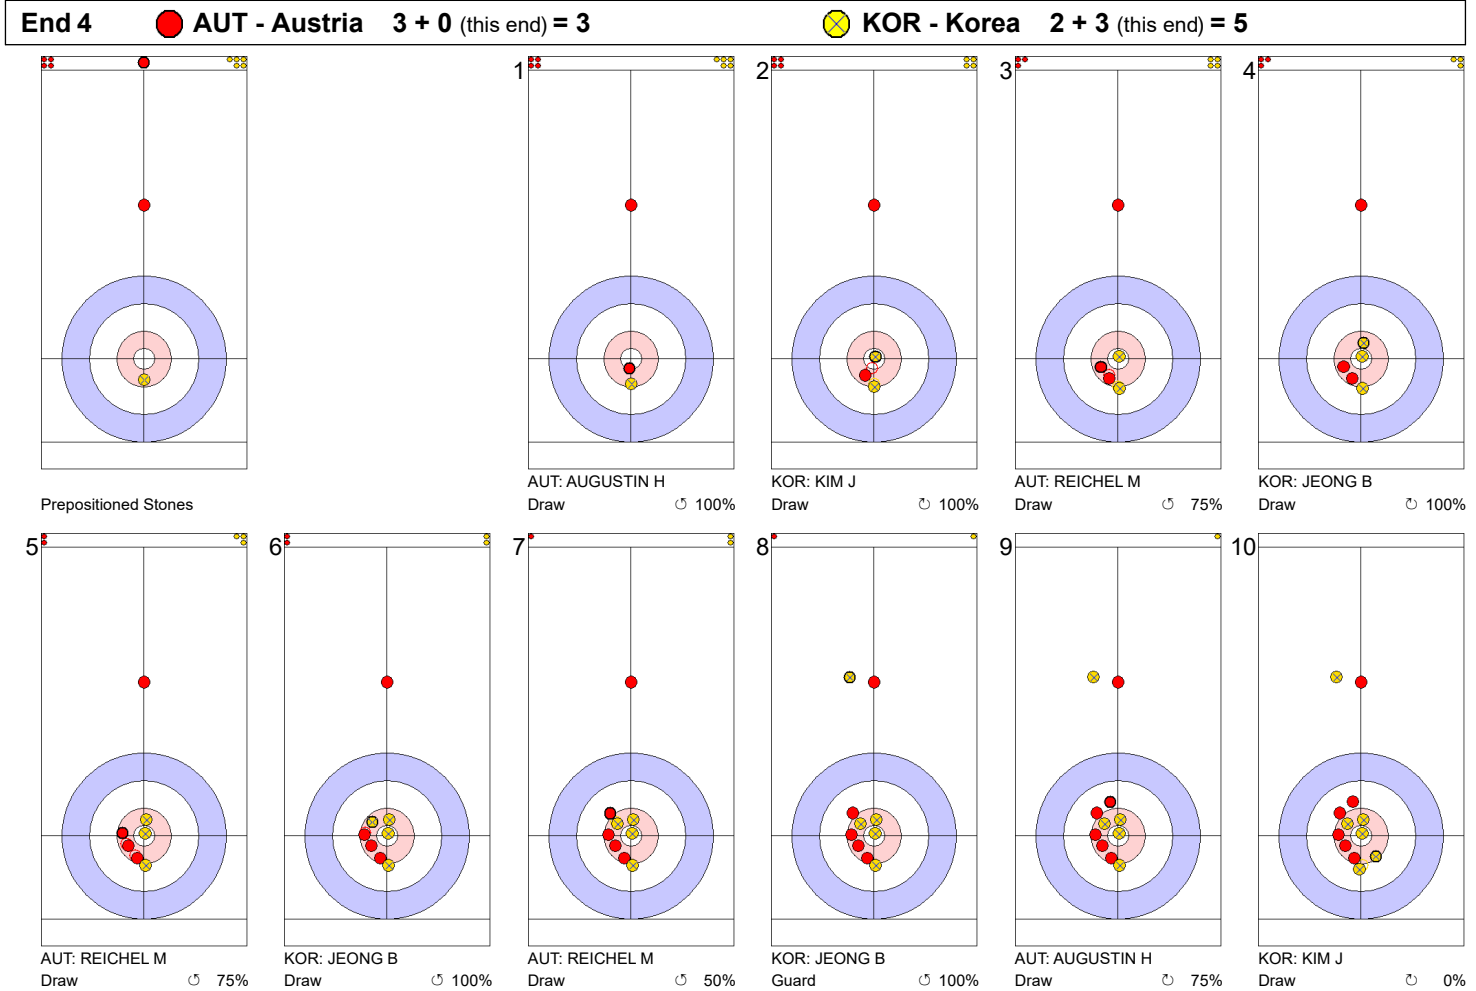 End 4 AUT - Austria 3 + 0 (this end) = 3 KOR - Korea 2 + 3 (this end) = 5
Prepositioned Stones
1
AUT: AUGUSTIN H
Draw ↺ 100%
2
KOR: KIM J
Draw ↻ 100%
3
AUT: REICHEL M
Draw ↺ 75%
4
KOR: JEONG B
Draw ↻ 100%
5
AUT: REICHEL M
Draw ↺ 75%
6
KOR: JEONG B
Draw ↺ 100%
7
AUT: REICHEL M
Draw ↺ 50%
8
KOR: JEONG B
Guard ↺ 100%
9
AUT: AUGUSTIN H
Draw ↺ 75%
10
KOR: KIM J
Draw ↻ 0%